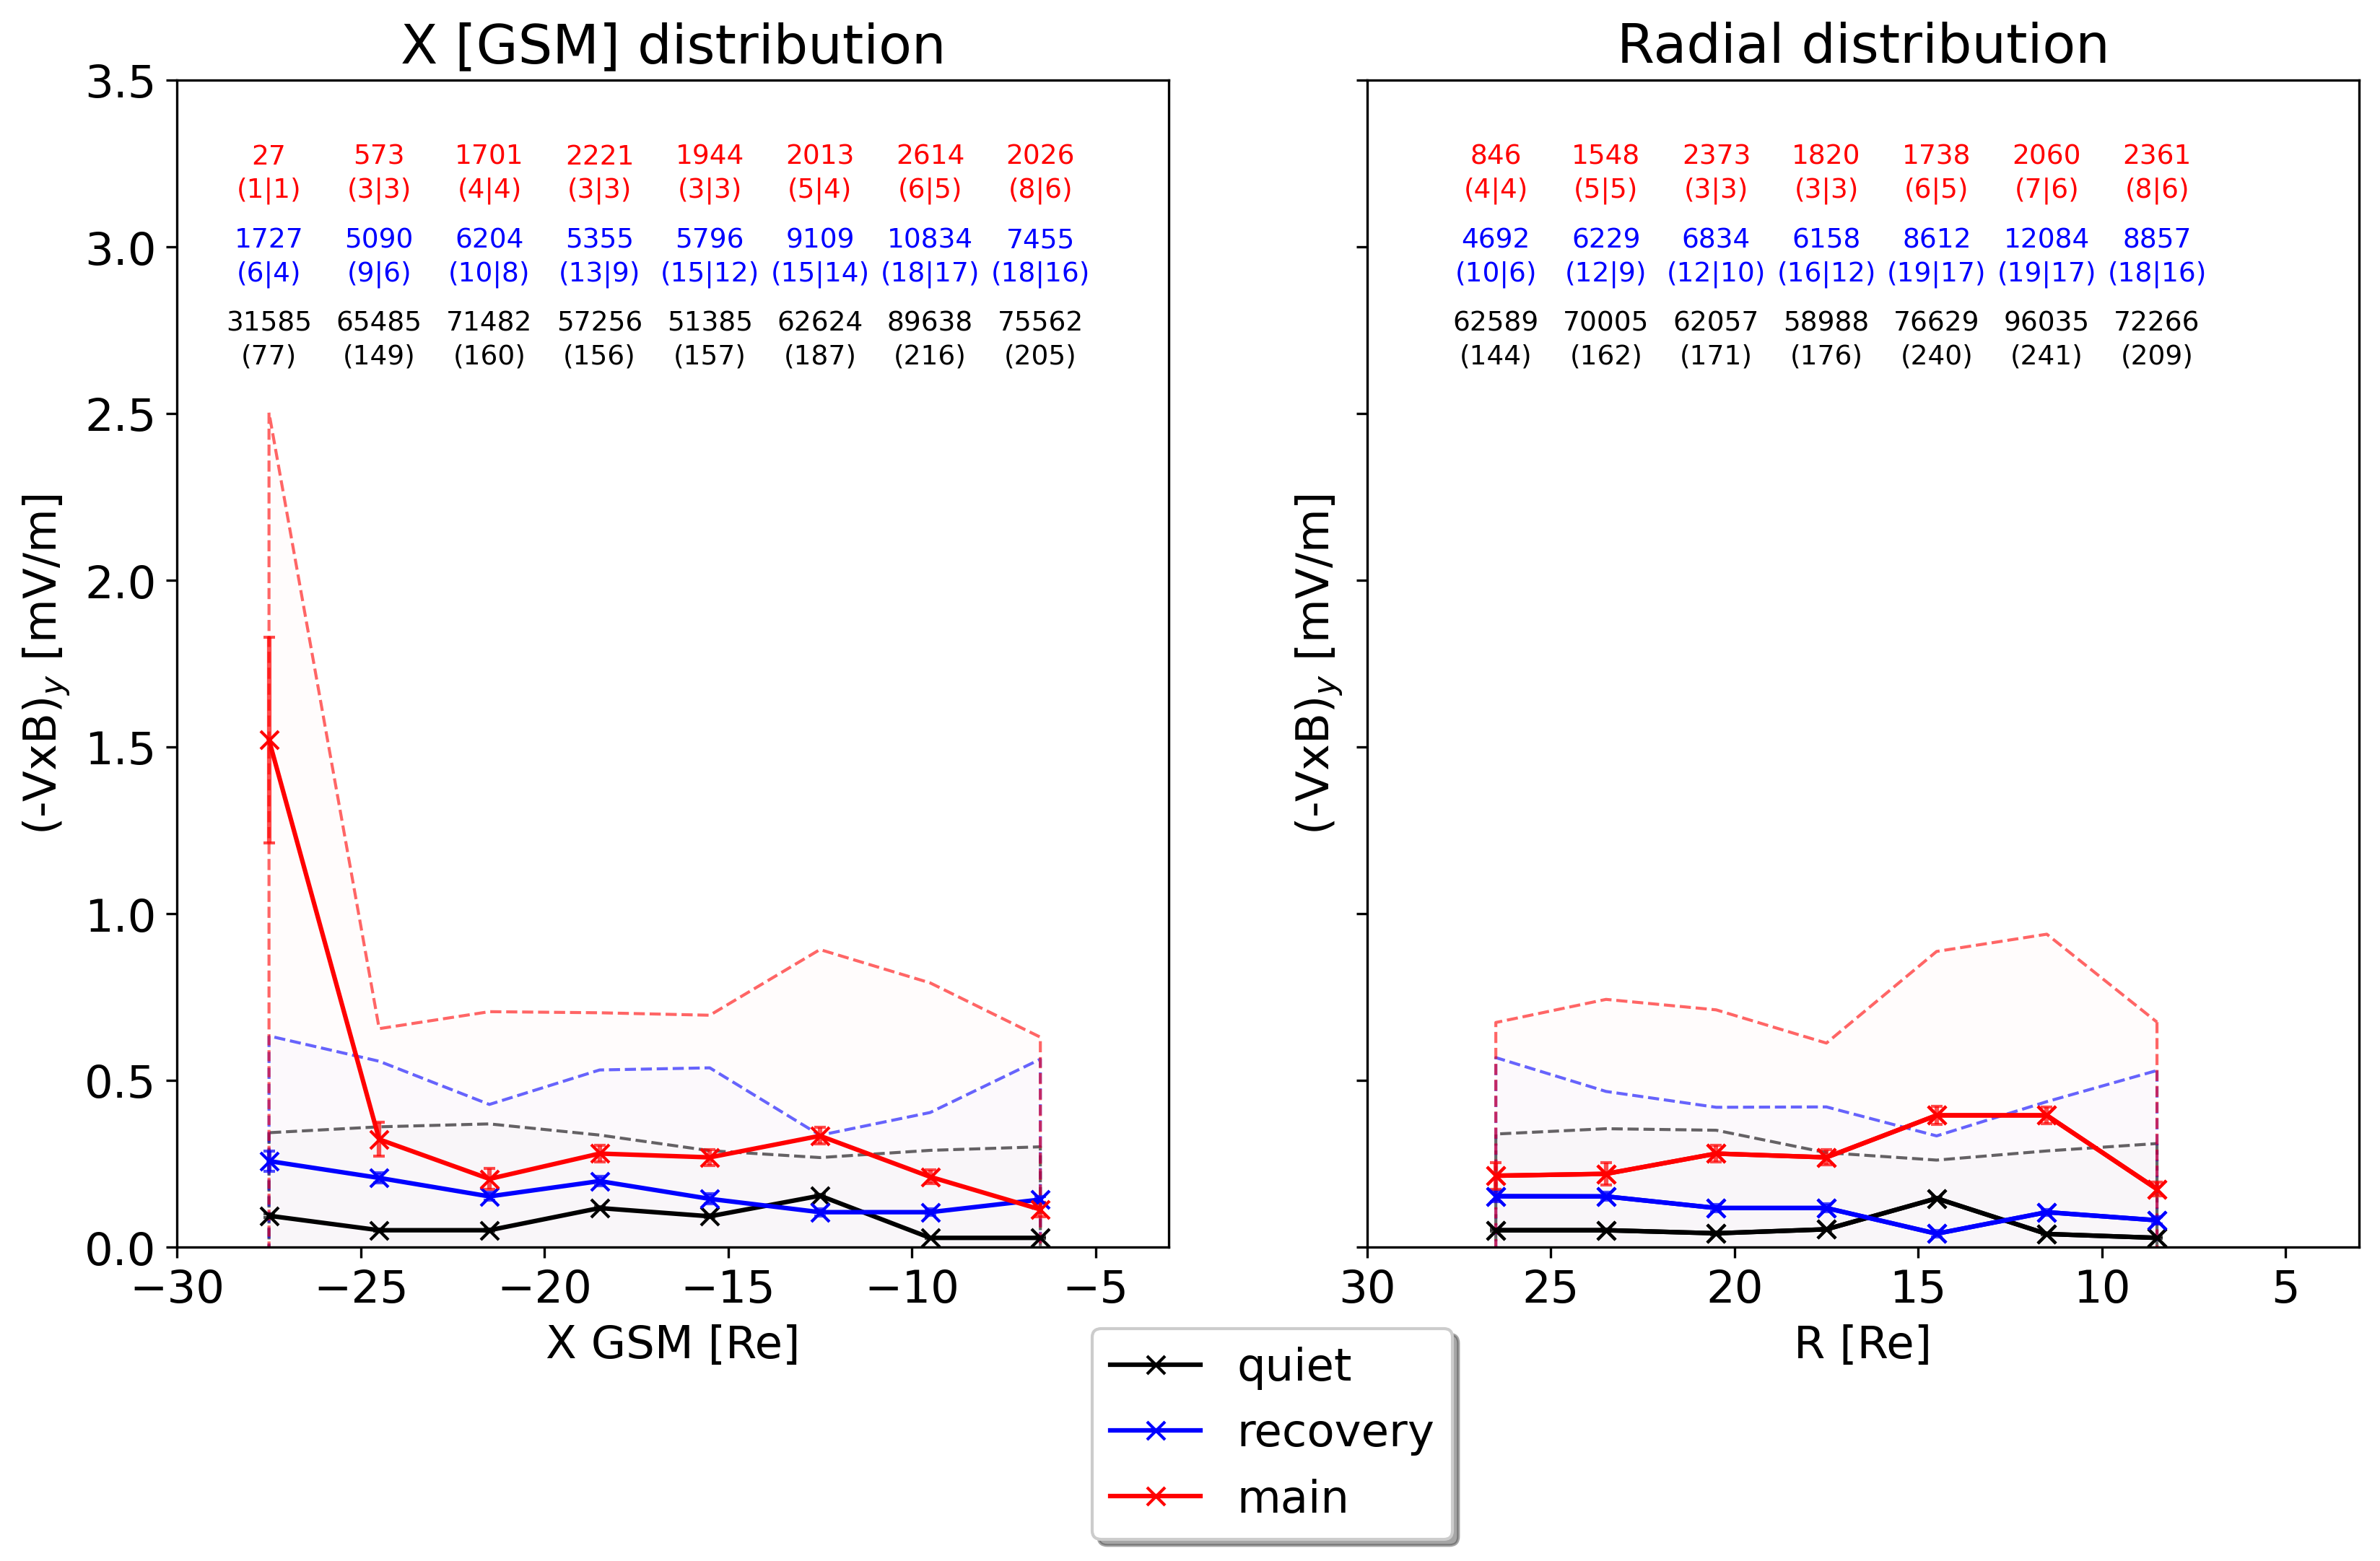 X [GSM] distribution
3.5
3.0
2.5
2.0
1.5
1.0
0.5
0.0
(-VxB)y [mV/m]
27 573 1701 2221 1944 2013 2614 2026
(1|1) (3|3) (4|4) (3|3) (3|3) (5|4) (6|5) (8|6)
1727 5090 6204 5355 5796 9109 10834 7455
(6|4) (9|6) (10|8) (13|9) (15|12) (15|14) (18|17) (18|16)
31585 65485 71482 57256 51385 62624 89638 75562
(77) (149) (160) (156) (157) (187) (216) (205)
−30 −25 −20 −15 −10 −5
X GSM [Re]
Radial distribution
(-VxB)y [mV/m]
846 1548 2373 1820 1738 2060 2361
(4|4) (5|5) (3|3) (3|3) (6|5) (7|6) (8|6)
4692 6229 6834 6158 8612 12084 8857
(10|6) (12|9) (12|10) (16|12) (19|17) (19|17) (18|16)
62589 70005 62057 58988 76629 96035 72266
(144) (162) (171) (176) (240) (241) (209)
30 25 20 15 10 5
R [Re]
quiet
recovery
main